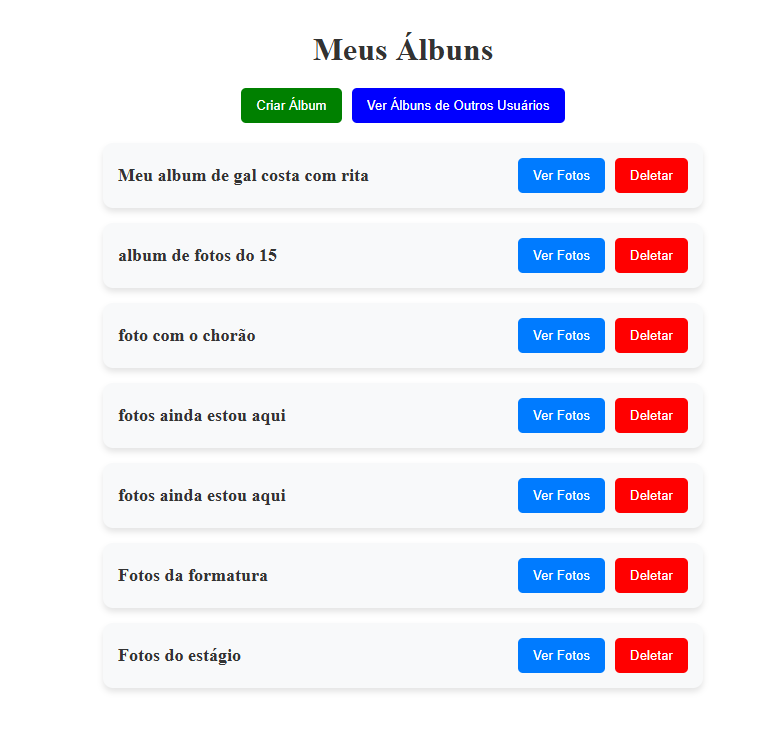 Meus Álbuns
Criar Álbum Ver Álbuns de Outros Usuários
Meu album de gal costa com rita Ver Fotos Deletar
album de fotos do 15 Ver Fotos Deletar
foto com o chorão Ver Fotos Deletar
fotos ainda estou aqui Ver Fotos Deletar
fotos ainda estou aqui Ver Fotos Deletar
Fotos da formatura Ver Fotos Deletar
Fotos do estágio Ver Fotos Deletar